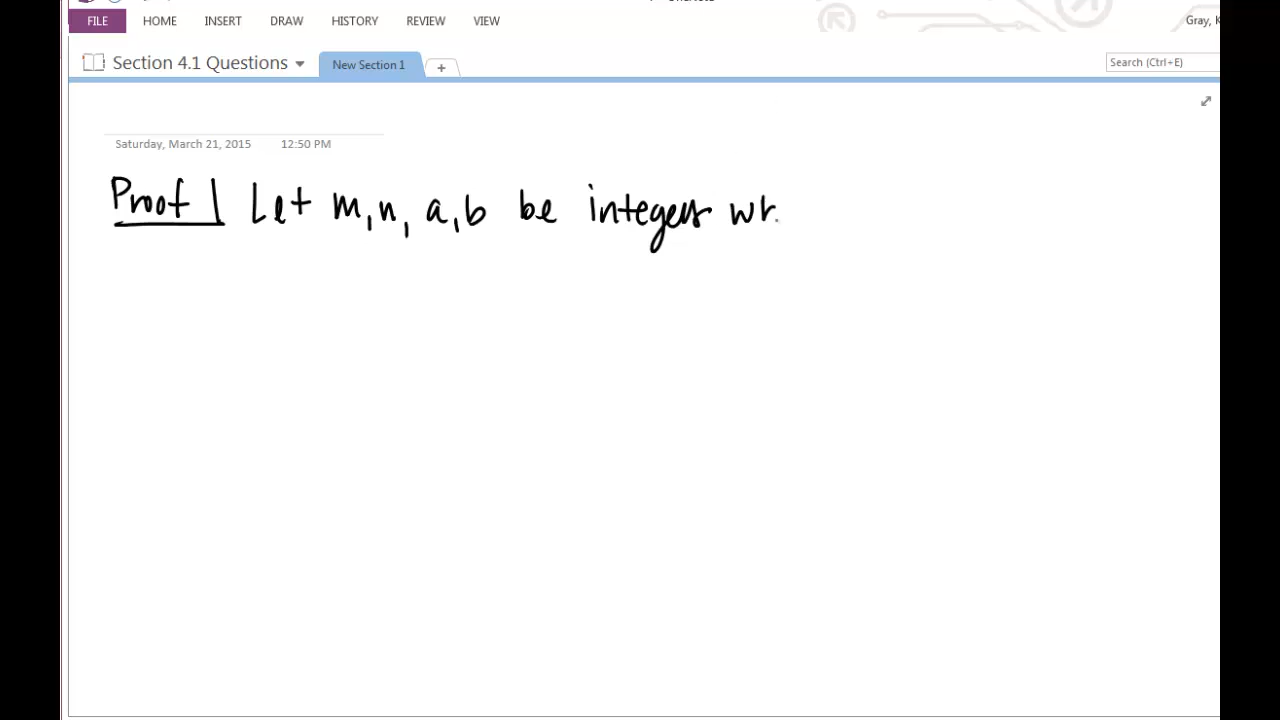 FILE HOME INSERT DRAW HISTORY REVIEW VIEW Gray, K
Section 4.1 Questions New Section 1 + Search (Ctrl+E)
Saturday, March 21, 2015 12:50 PM
Proof | Let m, n, a, b be integers